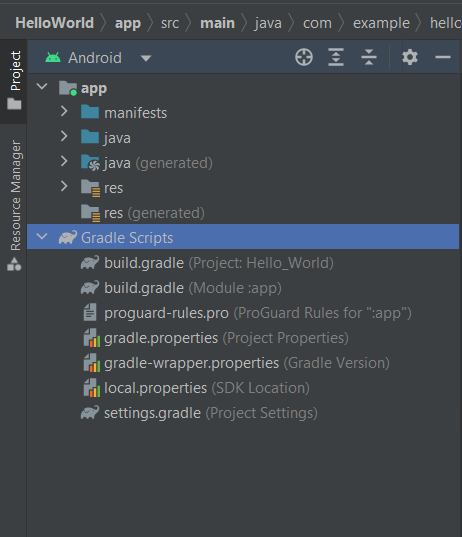 HelloWorld > app > src > main > java > com > example > hello
Project
Resource Manager
Android
app
manifests
java
java (generated)
res
res (generated)
Gradle Scripts
build.gradle (Project: Hello_World)
build.gradle (Module :app)
proguard-rules.pro (ProGuard Rules for ":app")
gradle.properties (Project Properties)
gradle-wrapper.properties (Gradle Version)
local.properties (SDK Location)
settings.gradle (Project Settings)